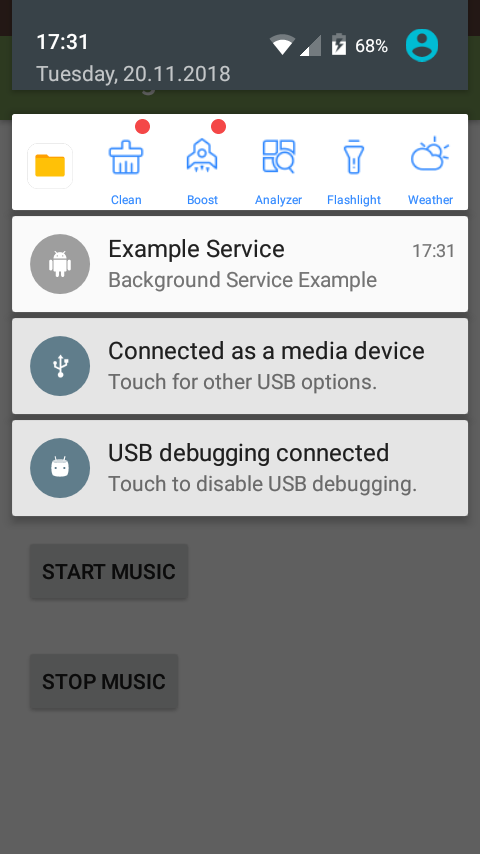 17:31
68%
Tuesday, 20.11.2018
Clean
Boost
Analyzer
Flashlight
Weather
Example Service
17:31
Background Service Example
Connected as a media device
Touch for other USB options.
USB debugging connected
Touch to disable USB debugging.
START MUSIC
STOP MUSIC